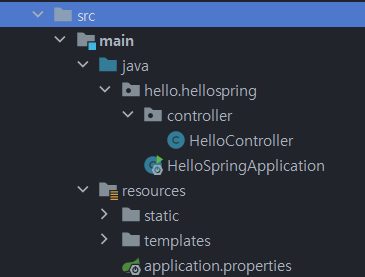 src
main
java
hello.hellospring
controller
HelloController
HelloSpringApplication
resources
static
templates
application.properties